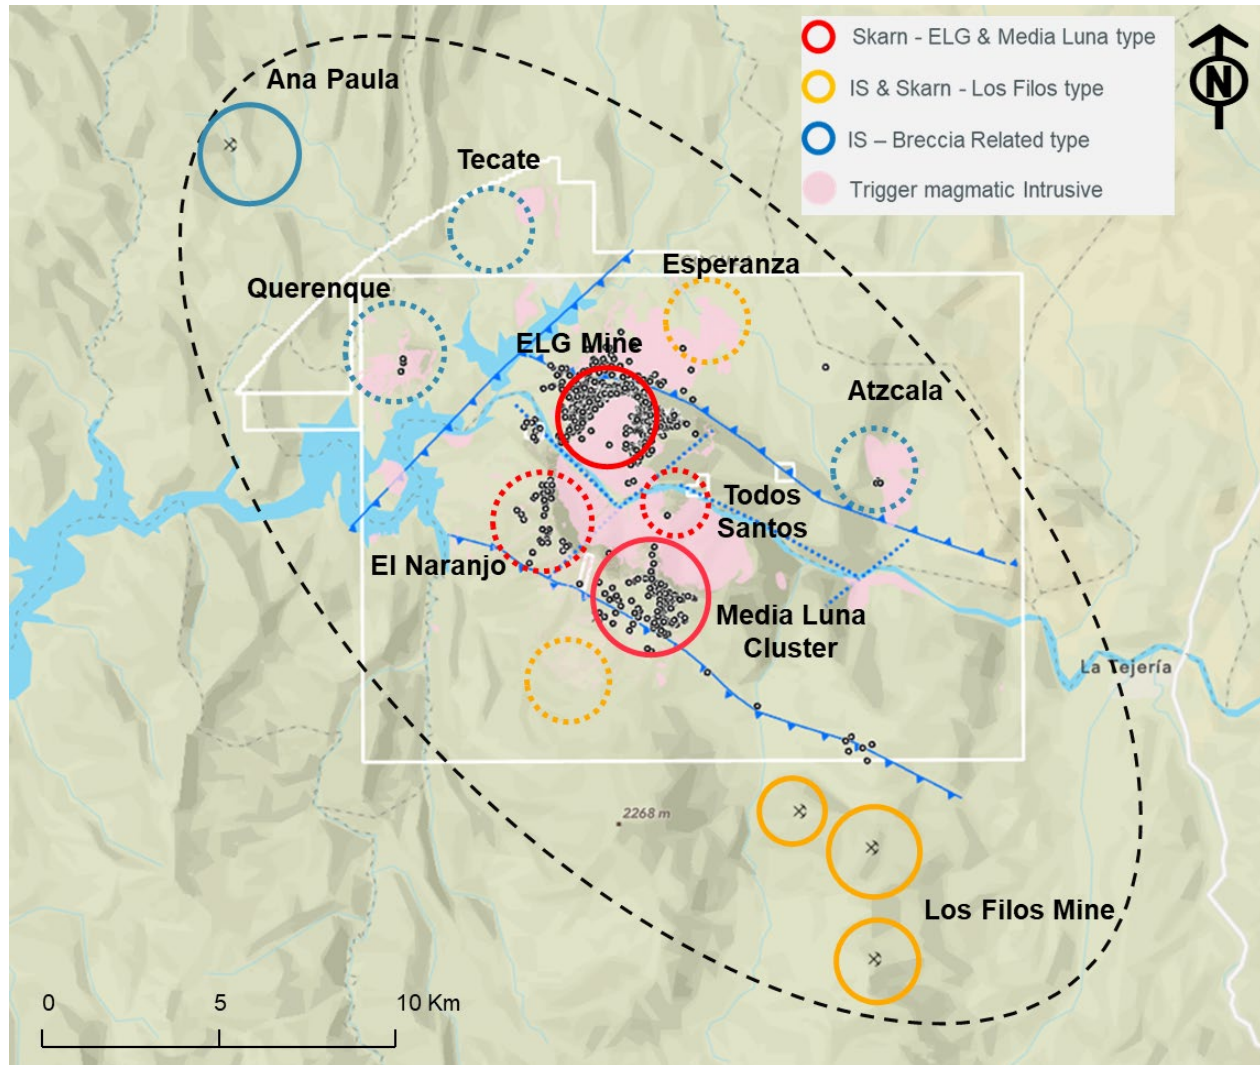 Skarn - ELG & Media Luna type
IS & Skarn - Los Filos type
IS – Breccia Related type
Trigger magmatic Intrusive
N
Ana Paula
Tecate
Esperanza
Querenque
ELG Mine
Atzcala
Todos
Santos
El Naranjo
Media Luna
Cluster
La Tejería
2268 m
Los Filos Mine
0 5 10 Km